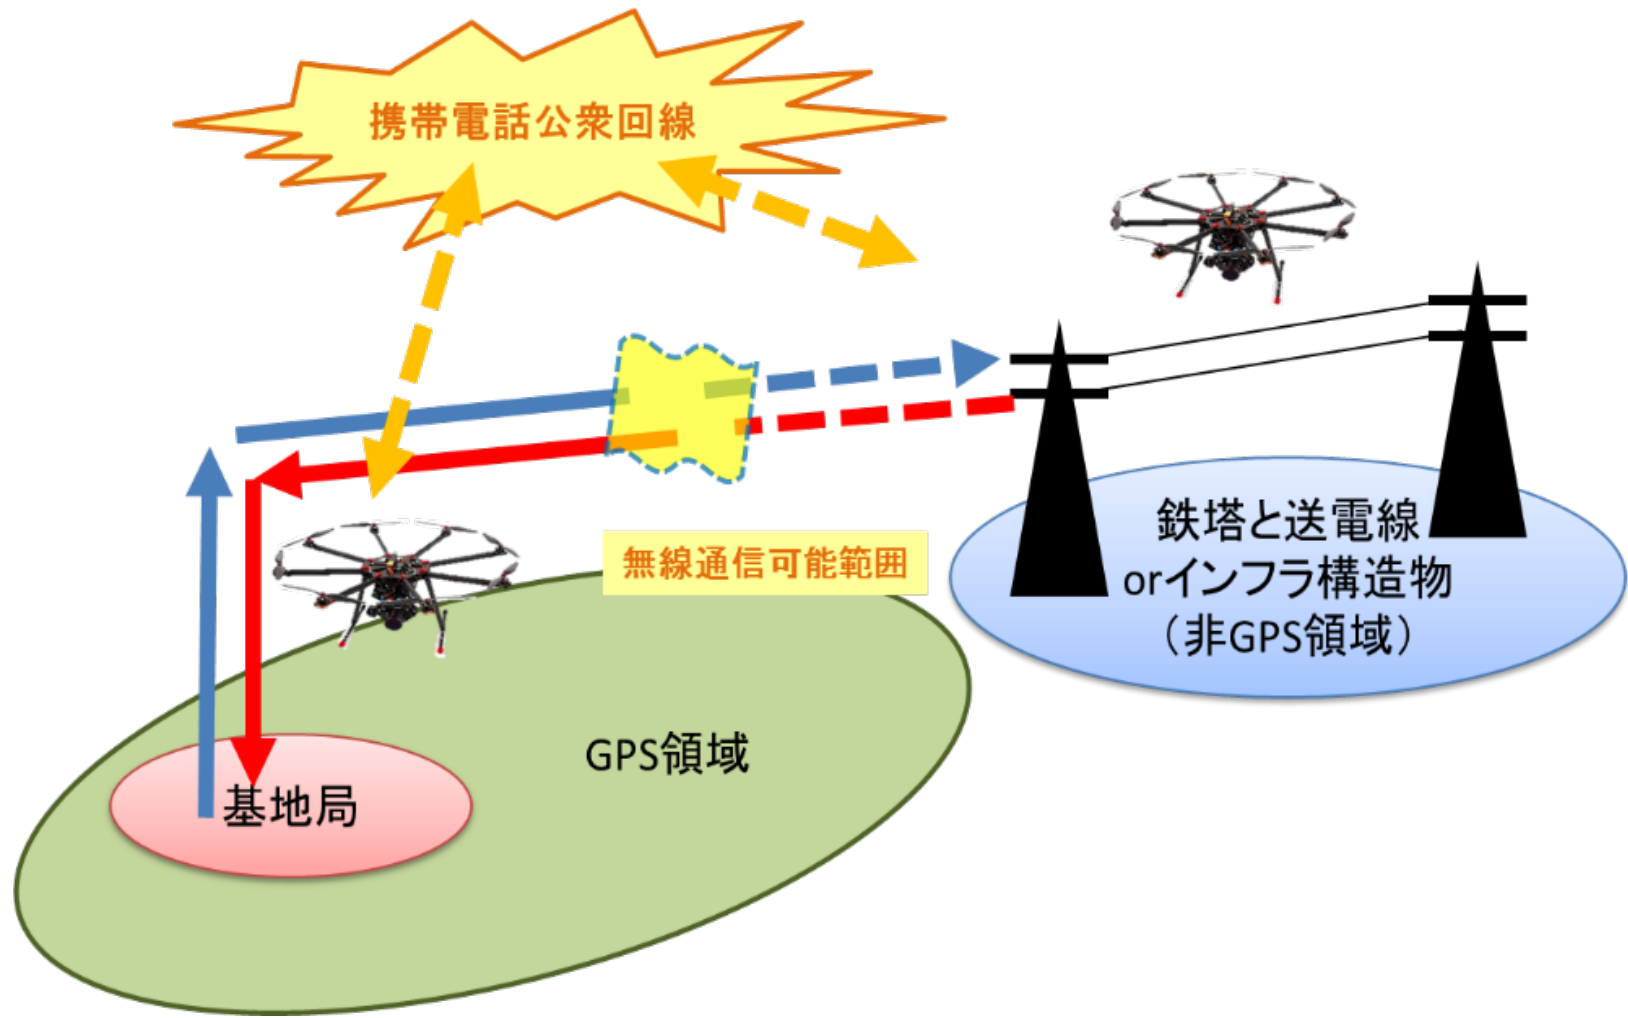 携帯電話公衆回線
無線通信可能範囲
鉄塔と送電線
orインフラ構造物
（非GPS領域）
GPS領域
基地局